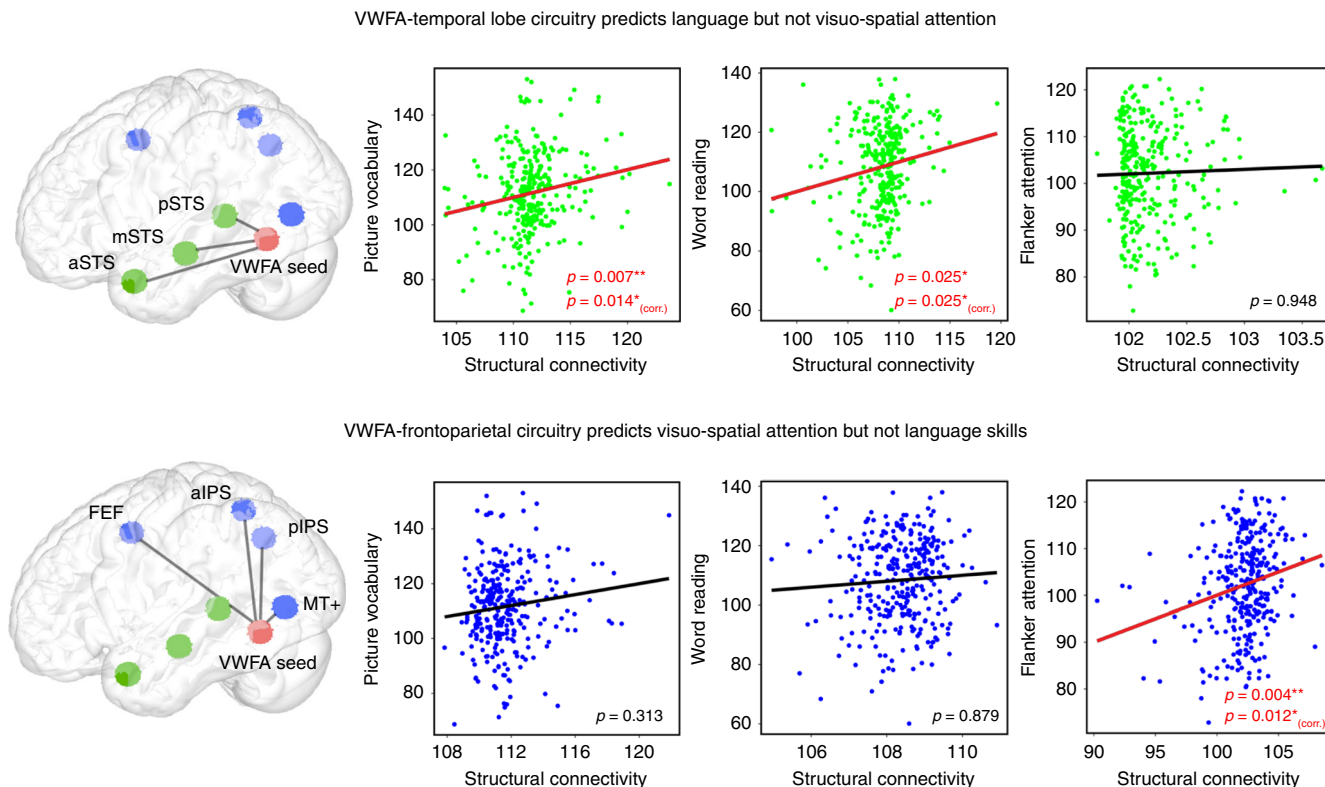 VWFA-temporal lobe circuitry predicts language but not visuo-spatial attention
pSTS
mSTS
aSTS
VWFA seed
Picture vocabulary
140
120
100
80
p = 0.007**
p = 0.014*(corr.)
105 110 115 120
Structural connectivity
Word reading
140
120
100
80
60
p = 0.025*
p = 0.025*(corr.)
100 105 110 115 120
Structural connectivity
Flanker attention
120
110
100
90
80
p = 0.948
102 102.5 103 103.5
Structural connectivity
VWFA-frontoparietal circuitry predicts visuo-spatial attention but not language skills
aIPS
FEF
pIPS
MT+
VWFA seed
Picture vocabulary
140
120
100
80
p = 0.313
108 110 112 114 116 118 120
Structural connectivity
Word reading
140
120
100
80
60
p = 0.879
106 108 110
Structural connectivity
Flanker attention
120
110
100
90
80
p = 0.004**
p = 0.012*(corr.)
90 95 100 105
Structural connectivity